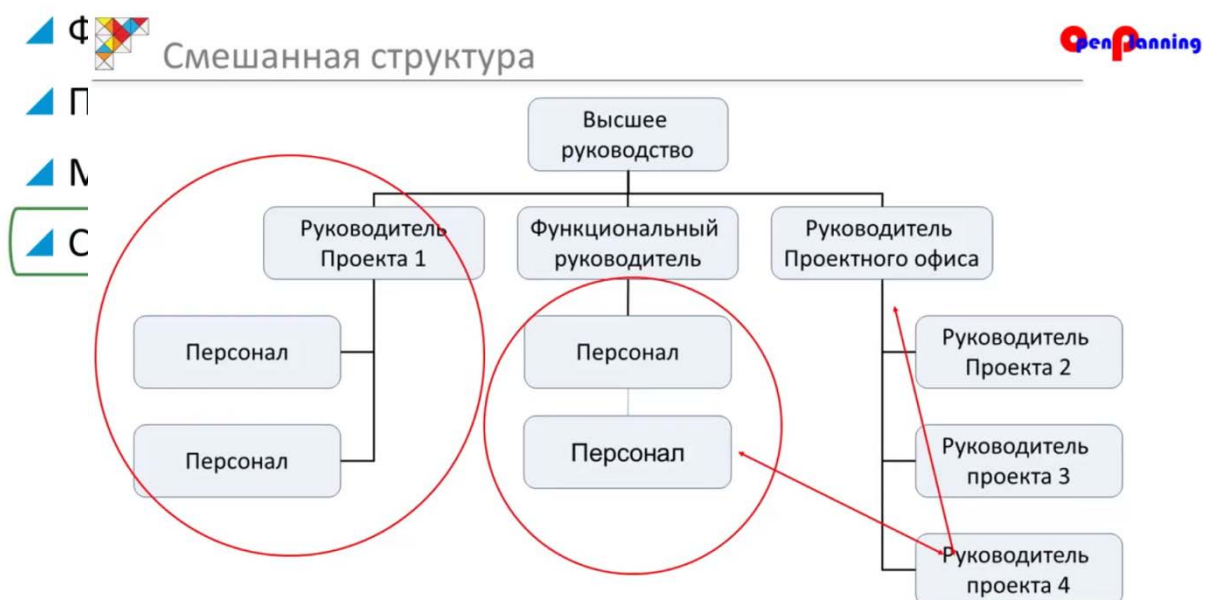 Ф
Смешанная структура
OpenPlanning
П
М
С
Высшее
руководство
Руководитель
Проекта 1
Функциональный
руководитель
Руководитель
Проектного офиса
Персонал
Персонал
Руководитель
Проекта 2
Персонал
Персонал
Руководитель
проекта 3
Руководитель
проекта 4